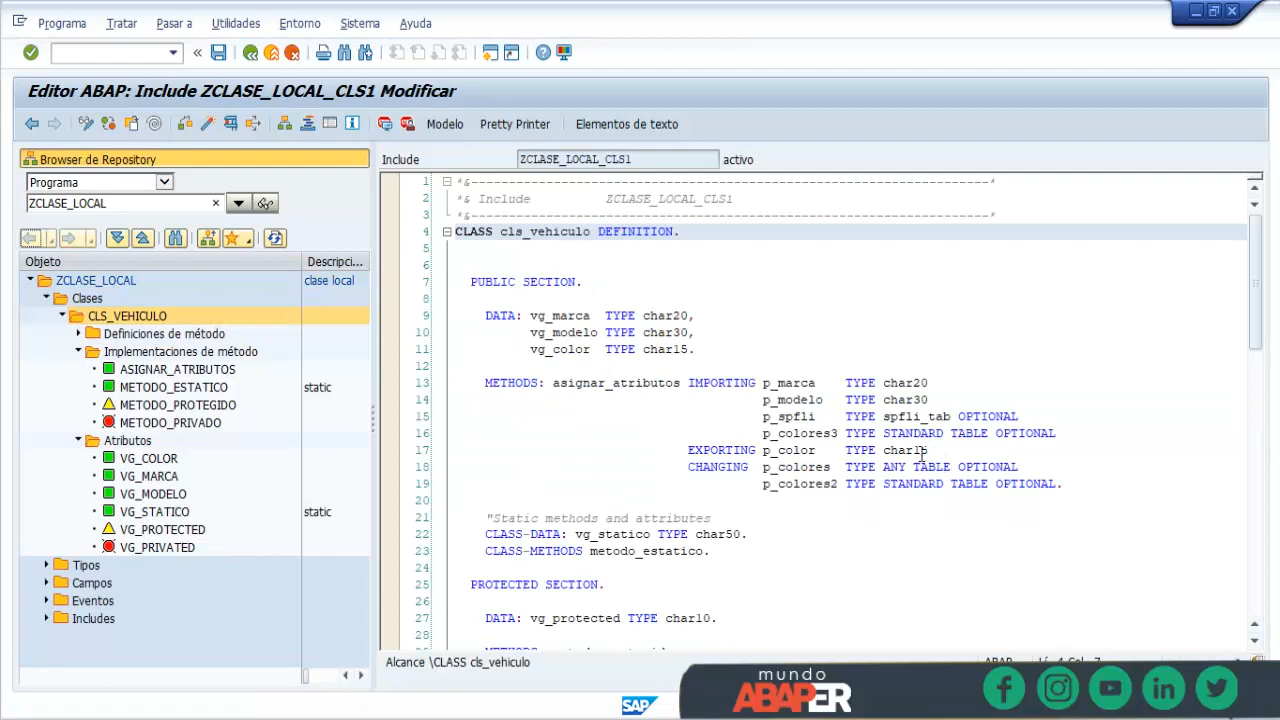 Programa Tratar Pasar a Utilidades Entorno Sistema Ayuda
Editor ABAP: Include ZCLASE_LOCAL_CLS1 Modificar
Modelo Pretty Printer Elementos de texto
Browser de Repository
Programa
ZCLASE_LOCAL
Objeto Descripci...
ZCLASE_LOCAL clase local
Clases
CLS_VEHICULO
Definiciones de método
Implementaciones de método
ASIGNAR_ATRIBUTOS
METODO_ESTATICO static
METODO_PROTEGIDO
METODO_PRIVADO
Atributos
VG_COLOR
VG_MARCA
VG_MODELO
VG_STATICO static
VG_PROTECTED
VG_PRIVATED
Tipos
Campos
Eventos
Includes
Include ZCLASE_LOCAL_CLS1 activo
1 *&---------------------------------------------------------------------*
2 *& Include ZCLASE_LOCAL_CLS1
3 *&---------------------------------------------------------------------*
4 CLASS cls_vehiculo DEFINITION.
5
6
7 PUBLIC SECTION.
8
9 DATA: vg_marca TYPE char20,
10 vg_modelo TYPE char30,
11 vg_color TYPE char15.
12
13 METHODS: asignar_atributos IMPORTING p_marca TYPE char20
14 p_modelo TYPE char30
15 p_spfli TYPE spfli_tab OPTIONAL
16 p_colores3 TYPE STANDARD TABLE OPTIONAL
17 EXPORTING p_color TYPE char15
18 CHANGING p_colores TYPE ANY TABLE OPTIONAL
19 p_colores2 TYPE STANDARD TABLE OPTIONAL.
20
21 "Static methods and attributes
22 CLASS-DATA: vg_statico TYPE char50.
23 CLASS-METHODS metodo_estatico.
24
25 PROTECTED SECTION.
26
27 DATA: vg_protected TYPE char10.
28
Alcance \CLASS cls_vehiculo
SAP
mundo
ABAPER